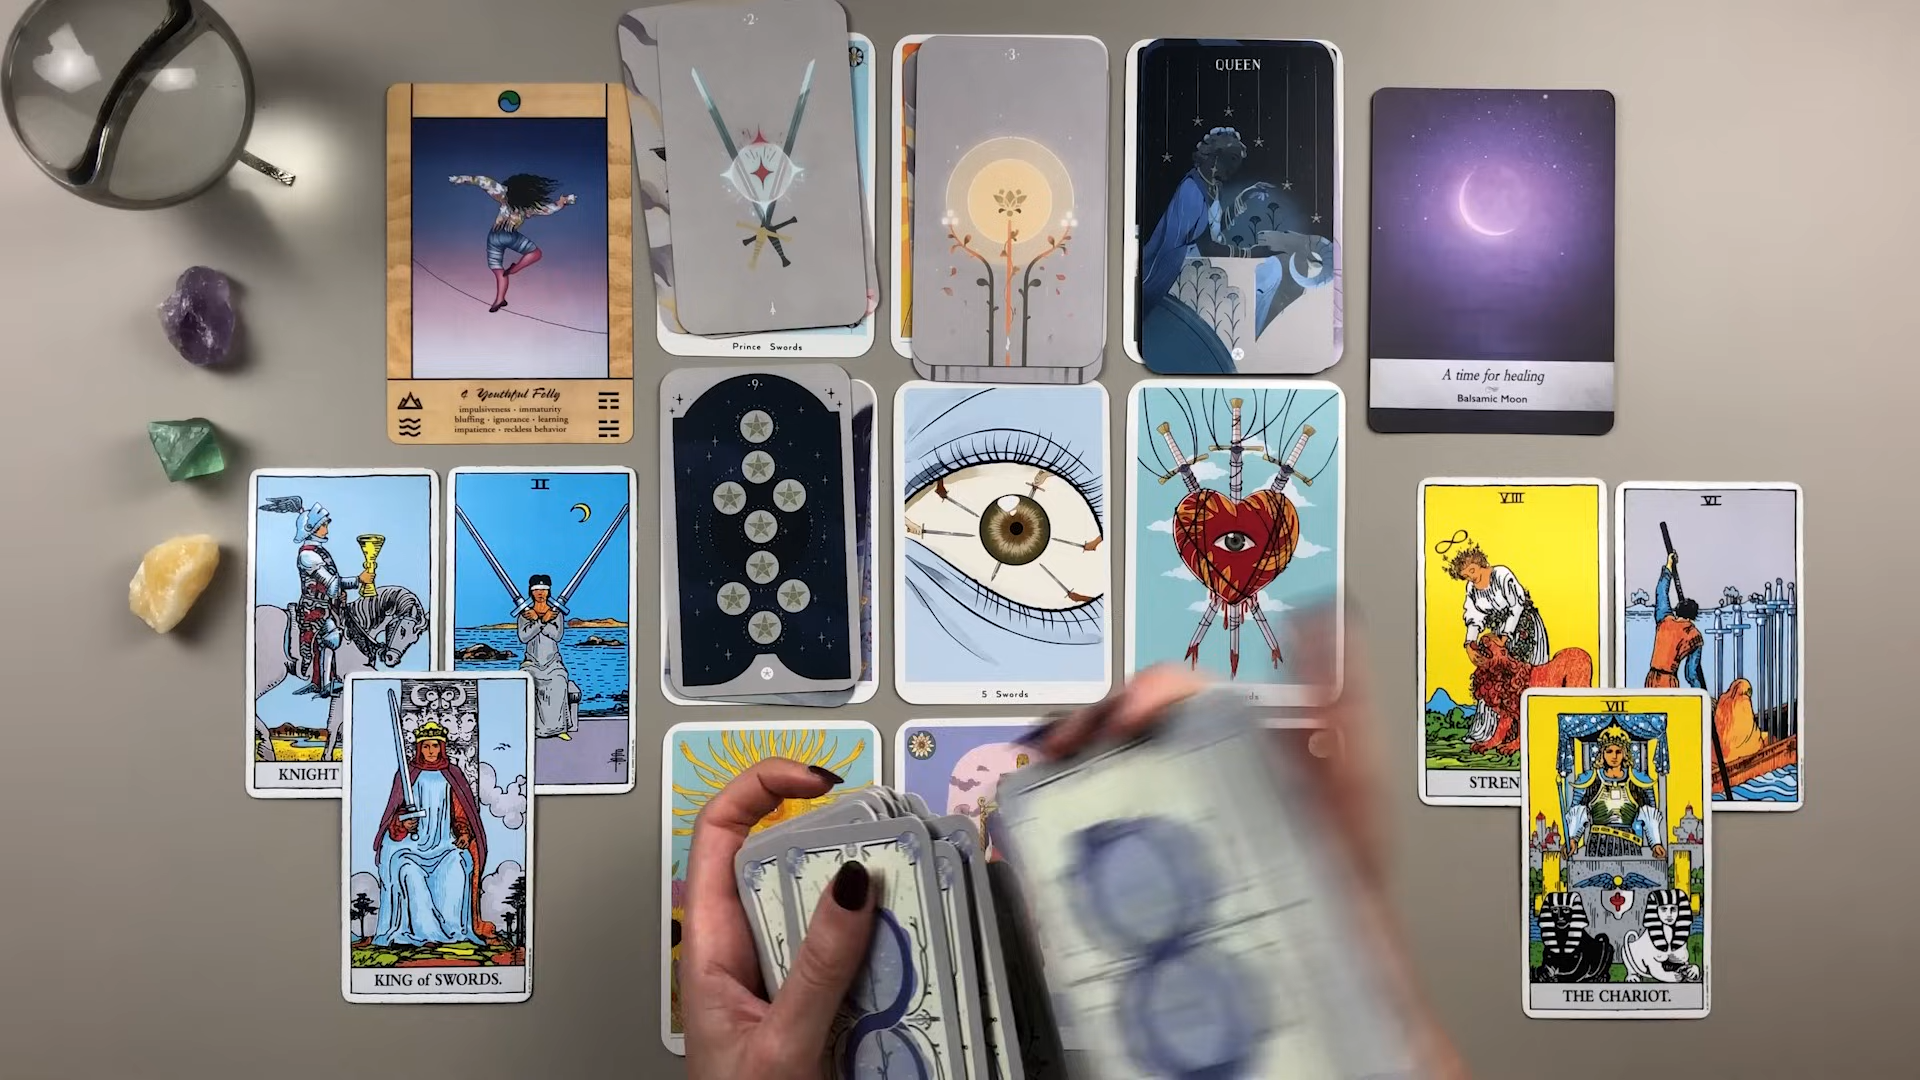 ·2·
Prince Swords
·3·
QUEEN
4 Youthful Folly
impulsiveness · immaturity
bluffing · ignorance · learning
impatience · reckless behavior
A time for healing
Balsamic Moon
·9·
5 Swords
II
KNIGHT
KING of SWORDS.
VIII
VI
STREN
VII
THE CHARIOT.